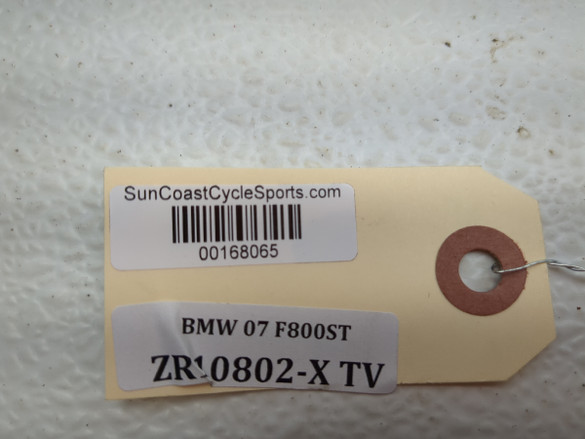 SunCoastCycleSports.com
00168065
BMW 07 F800ST
ZR10802-X TV